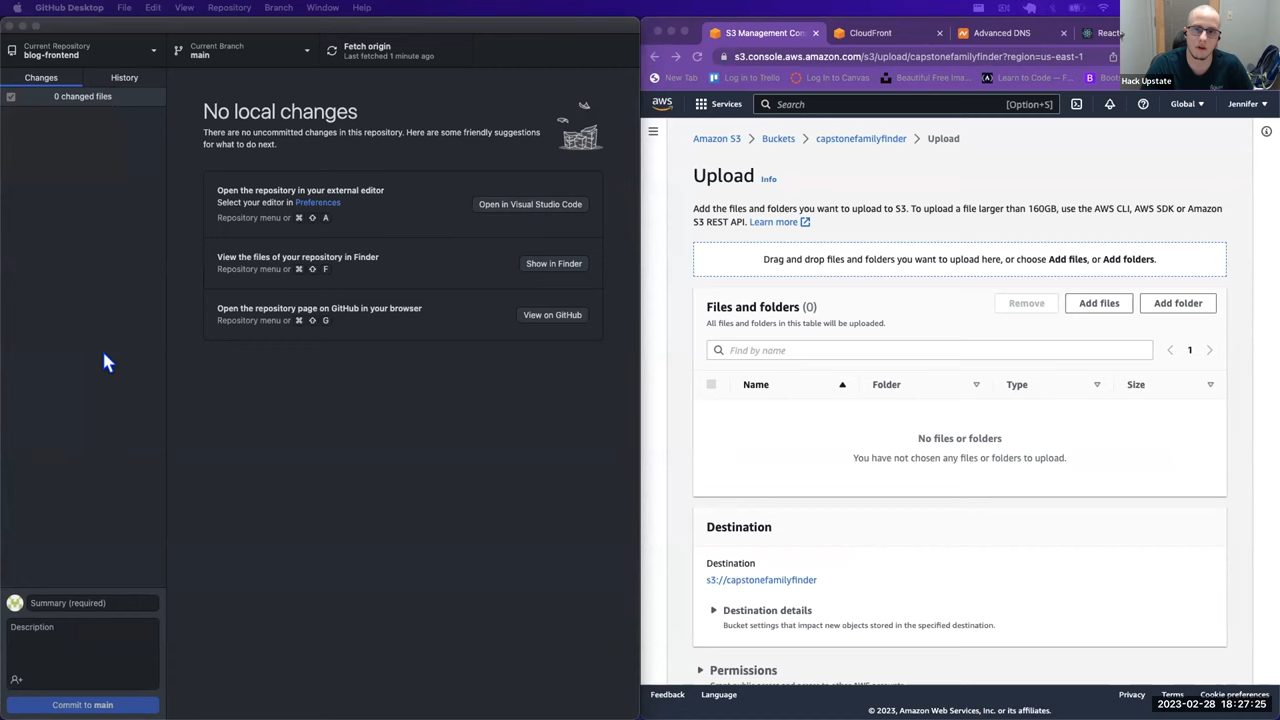 GitHub Desktop File Edit View Repository Branch Window Help
Current Repository
blog-frontend
Current Branch
main
Fetch origin
Last fetched 1 minute ago
Changes
History
0 changed files
No local changes
There are no uncommitted changes in this repository. Here are some friendly suggestions
for what to do next.
Open the repository in your external editor
Select your editor in Preferences
Repository menu or ⌘ ⇧ A
Open in Visual Studio Code
View the files of your repository in Finder
Repository menu or ⌘ ⇧ F
Show in Finder
Open the repository page on GitHub in your browser
Repository menu or ⌘ ⇧ G
View on GitHub
Summary (required)
Description
Commit to main
S3 Management Con
CloudFront
Advanced DNS
React
s3.console.aws.amazon.com/s3/upload/capstonefamilyfinder?region=us-east-1
New Tab
Log in to Trello
Log In to Canvas
Beautiful Free Im...
Learn to Code — F...
Boots
Hack Upstate
aws
Services
Search
[Option+S]
Global
Jennifer
Amazon S3 > Buckets > capstonefamilyfinder > Upload
Upload Info
Add the files and folders you want to upload to S3. To upload a file larger than 160GB, use the AWS CLI, AWS SDK or Amazon
S3 REST API. Learn more
Drag and drop files and folders you want to upload here, or choose Add files, or Add folders.
Files and folders (0)
All files and folders in this table will be uploaded.
Remove
Add files
Add folder
Find by name
1
Name
Folder
Type
Size
No files or folders
You have not chosen any files or folders to upload.
Destination
Destination
s3://capstonefamilyfinder
Destination details
Bucket settings that impact new objects stored in the specified destination.
Permissions
Feedback
Language
Privacy
Terms
Cookie preferences
© 2023, Amazon Web Services, Inc. or its affiliates.
2023-02-28 18:27:25